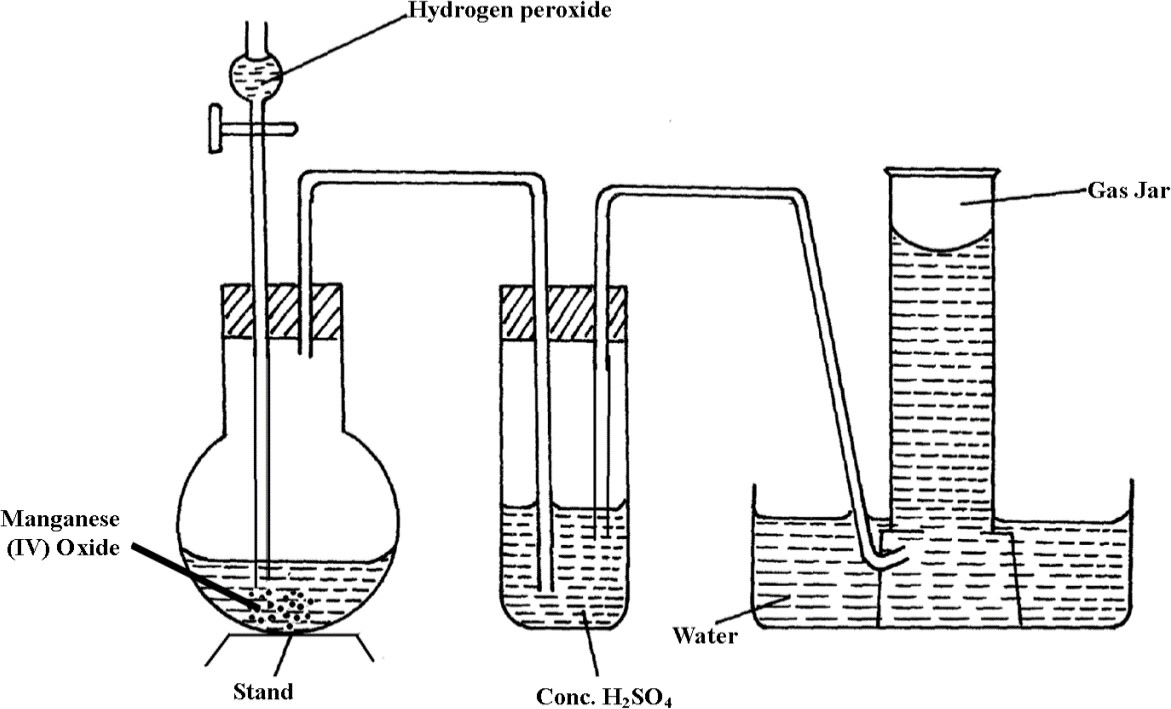 Hydrogen peroxide
Gas Jar
Manganese
(IV) Oxide
Water
Stand
Conc. H₂SO₄